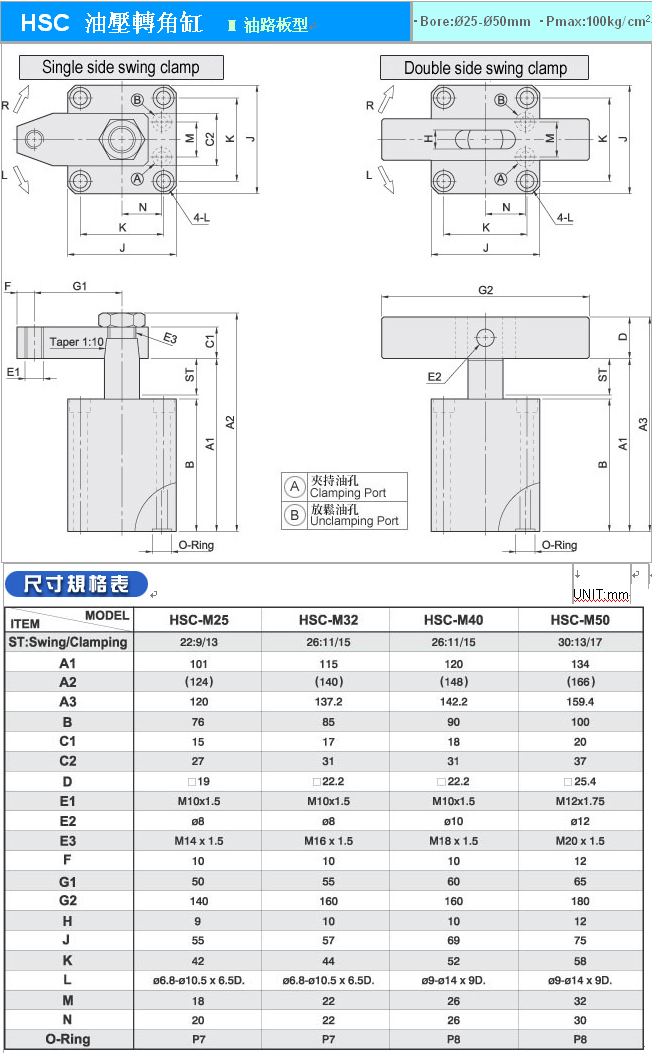 HSC 油壓轉角缸 Ⅲ 油路板型
·Bore:Ø25-Ø50mm ·Pmax:100kg/cm²
Single side swing clamp
Double side swing clamp
R
B
M
C2
K
J
L
A
N
4-L
K
J
R
B
H
M
K
J
L
A
N
4-L
K
J
F
G1
Taper 1:10
E3
C1
E1
ST
A2
A1
B
O-Ring
G2
D
E2
ST
A3
A1
B
O-Ring
A 夾持油孔
Clamping Port
B 放鬆油孔
Unclamping Port
尺寸規格表
UNIT:mm
ITEM MODEL HSC-M25 HSC-M32 HSC-M40 HSC-M50
ST:Swing/Clamping 22:9/13 26:11/15 26:11/15 30:13/17
A1 101 115 120 134
A2 (124) (140) (148) (166)
A3 120 137.2 142.2 159.4
B 76 85 90 100
C1 15 17 18 20
C2 27 31 31 37
D □19 □22.2 □22.2 □25.4
E1 M10x1.5 M10x1.5 M10x1.5 M12x1.75
E2 ø8 ø8 ø10 ø12
E3 M14 x 1.5 M16 x 1.5 M18 x 1.5 M20 x 1.5
F 10 10 10 12
G1 50 55 60 65
G2 140 160 160 180
H 9 10 10 12
J 55 57 69 75
K 42 44 52 58
L ø6.8-ø10.5 x 6.5D. ø6.8-ø10.5 x 6.5D. ø9-ø14 x 9D. ø9-ø14 x 9D.
M 18 22 26 32
N 20 22 26 30
O-Ring P7 P7 P8 P8